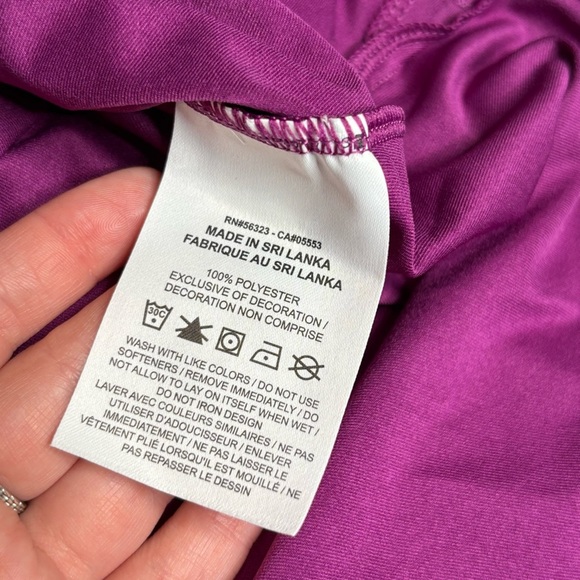 RN#56323 - CA#05553
MADE IN SRI LANKA
FABRIQUE AU SRI LANKA
100% POLYESTER
EXCLUSIVE OF DECORATION /
DECORATION NON COMPRISE
30C
WASH WITH LIKE COLORS / DO NOT USE
SOFTENERS / REMOVE IMMEDIATELY / DO
NOT ALLOW TO LAY ON ITSELF WHEN WET /
DO NOT IRON DESIGN
LAVER AVEC COULEURS SIMILAIRES / NE PAS
UTILISER D'ADOUCISSEUR / ENLEVER
IMMEDIATEMENT / NE PAS LAISSER LE
VÊTEMENT PLIÉ LORSQU'IL EST MOUILLÉ / NE
PAS REPASSER LE DESSIN